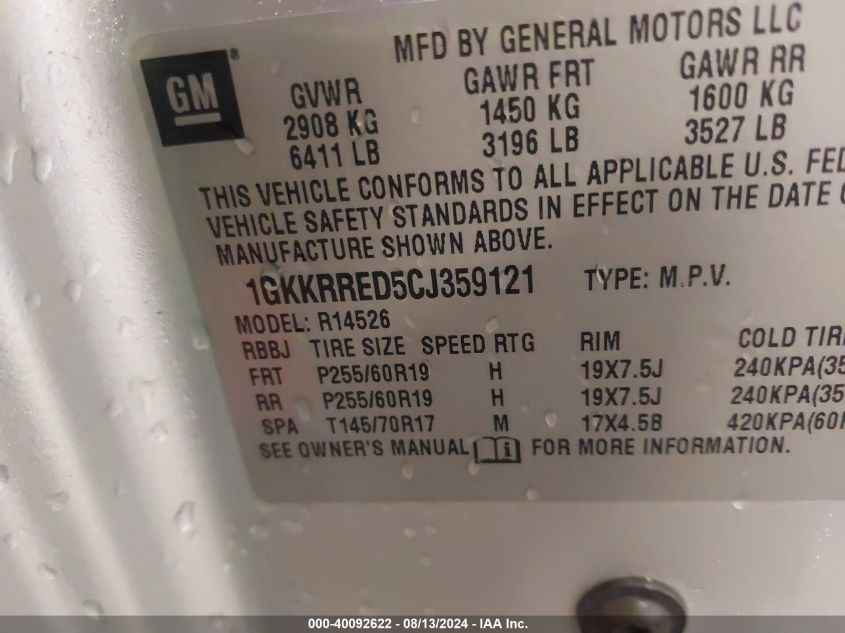 MFD BY GENERAL MOTORS LLC
GM
GVWR GAWR FRT GAWR RR
2908 KG 1450 KG 1600 KG
6411 LB 3196 LB 3527 LB
THIS VEHICLE CONFORMS TO ALL APPLICABLE U.S. FED
VEHICLE SAFETY STANDARDS IN EFFECT ON THE DATE O
MANUFACTURE SHOWN ABOVE.
1GKKRRED5CJ359121 TYPE: M.P.V.
MODEL: R14526
RBBJ TIRE SIZE SPEED RTG RIM COLD TIR
FRT P255/60R19 H 19X7.5J 240KPA(35
RR P255/60R19 H 19X7.5J 240KPA(35
SPA T145/70R17 M 17X4.5B 420KPA(60
SEE OWNER'S MANUAL i FOR MORE INFORMATION.
000-40092622 - 08/13/2024 - IAA Inc.